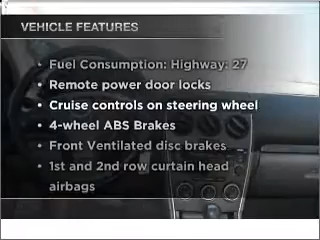 VEHICLE FEATURES
• Fuel Consumption: Highway: 27
• Remote power door locks
• Cruise controls on steering wheel
• 4-wheel ABS Brakes
• Front Ventilated disc brakes
• 1st and 2nd row curtain head
airbags